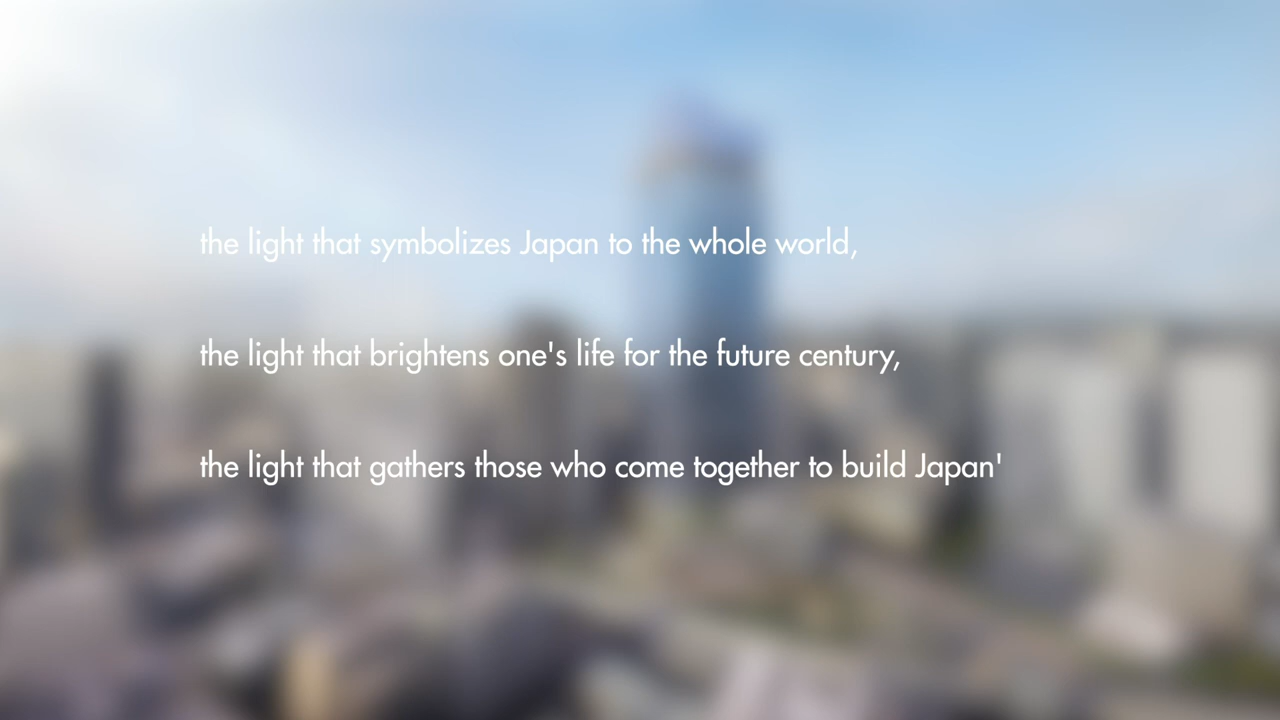 the light that symbolizes Japan to the whole world,
the light that brightens one's life for the future century,
the light that gathers those who come together to build Japan'